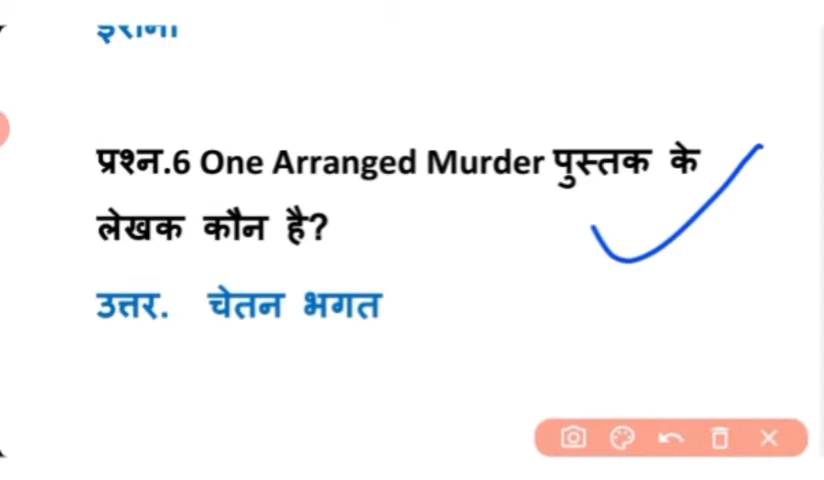 प्रश्न.6 One Arranged Murder पुस्तक के
लेखक कौन है?
उत्तर. चेतन भगत